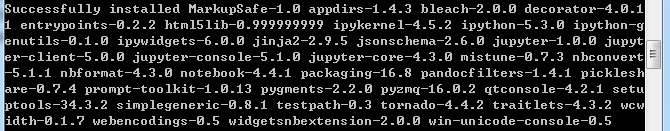 Successfully installed MarkupSafe-1.0 appdirs-1.4.3 bleach-2.0.0 decorator-4.0.1
1 entrypoints-0.2.2 html5lib-0.999999999 ipykernel-4.5.2 ipython-5.3.0 ipython-g
enutils-0.1.0 ipywidgets-6.0.0 jinja2-2.9.5 jsonschema-2.6.0 jupyter-1.0.0 jupyt
er-client-5.0.0 jupyter-console-5.1.0 jupyter-core-4.3.0 mistune-0.7.3 nbconvert
-5.1.1 nbformat-4.3.0 notebook-4.4.1 packaging-16.8 pandocfilters-1.4.1 picklesh
are-0.7.4 prompt-toolkit-1.0.13 pygments-2.2.0 pyzmq-16.0.2 qtconsole-4.2.1 setu
ptools-34.3.2 simplegeneric-0.8.1 testpath-0.3 tornado-4.4.2 traitlets-4.3.2 wcw
idth-0.1.7 webencodings-0.5 widgetsnbextension-2.0.0 win-unicode-console-0.5